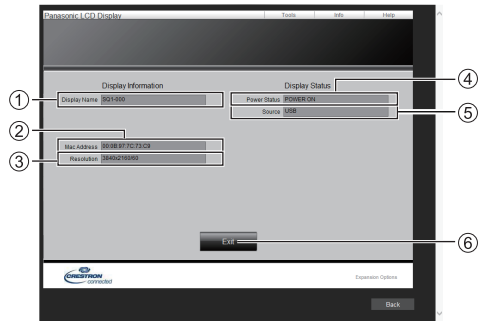 Panasonic LCD Display Tools Info Help
Display Information Display Status
① Display Name SQ1-000 Power Status POWER ON ④
Source USB ⑤
②
Mac Address 00:0B:97:7C:73:C9
③ Resolution 3840x2160/60
Exit ⑥
CRESTRON
connected
Expansion Options
Back